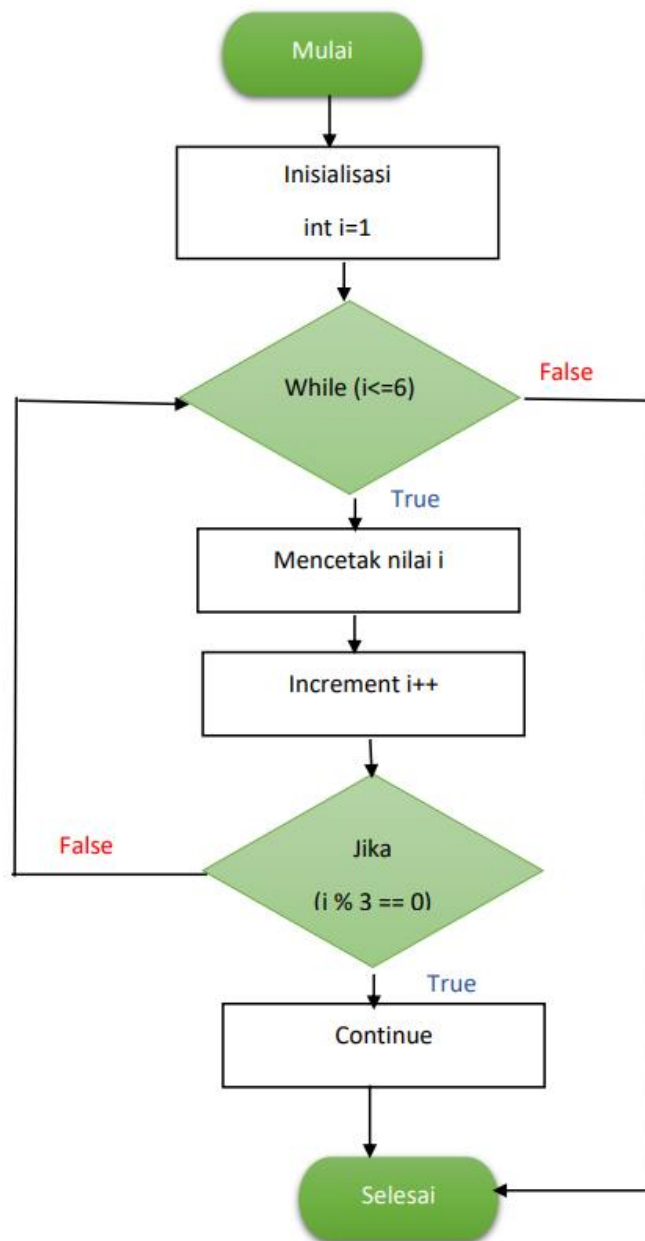 Mulai
Inisialisasi
int i=1
While (i<=6)
False
True
Mencetak nilai i
Increment i++
False
Jika
(i % 3 == 0)
True
Continue
Selesai